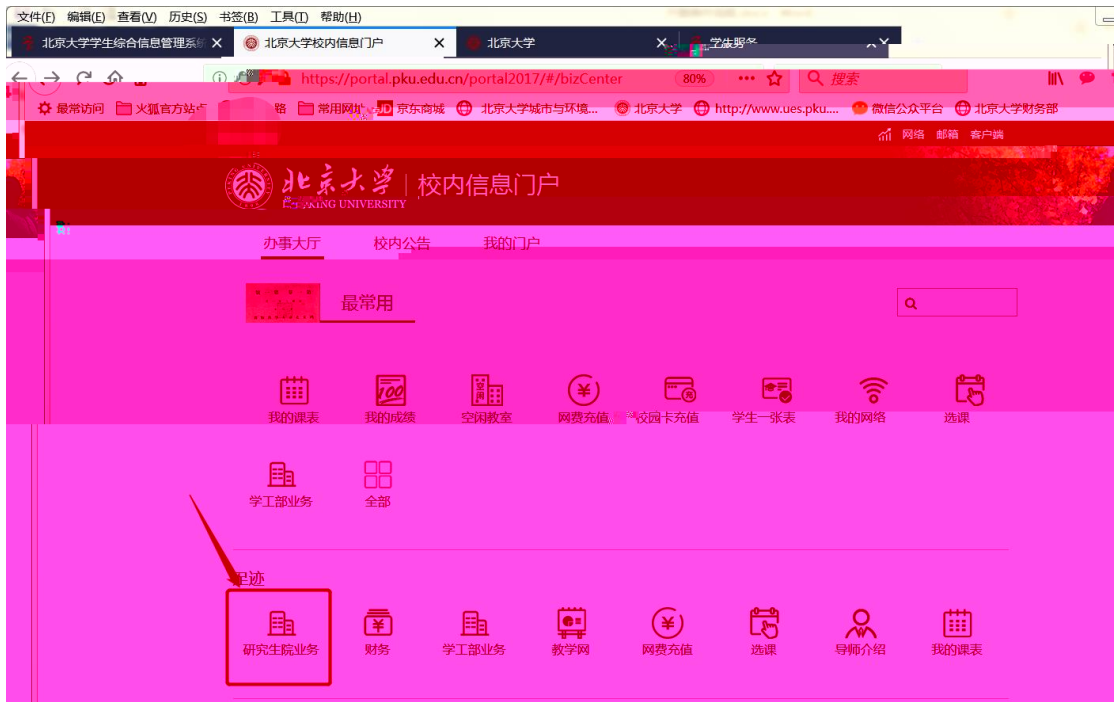 文件(F) 编辑(E) 查看(V) 历史(S) 书签(B) 工具(T) 帮助(H)
北京大学学生综合信息管理系统 北京大学校内信息门户 北京大学 学生服务
https://portal.pku.edu.cn/portal2017/#/bizCenter 80% 搜索
最常访问 火狐官方站点 常用网址 JD 京东商城 北京大学城市与环境... 北京大学 http://www.ues.pku.... 微信公众平台 北京大学财务部
网络 邮箱 客户端
北京大学 校内信息门户
PEKING UNIVERSITY
办事大厅 校内公告 我的门户
最常用
我的课表 我的成绩 空闲教室 网费充值 校园卡充值 学生一张表 我的网络 选课
学工部业务 全部
足迹
研究生院业务 财务 学工部业务 教学网 网费充值 选课 导师介绍 我的课表